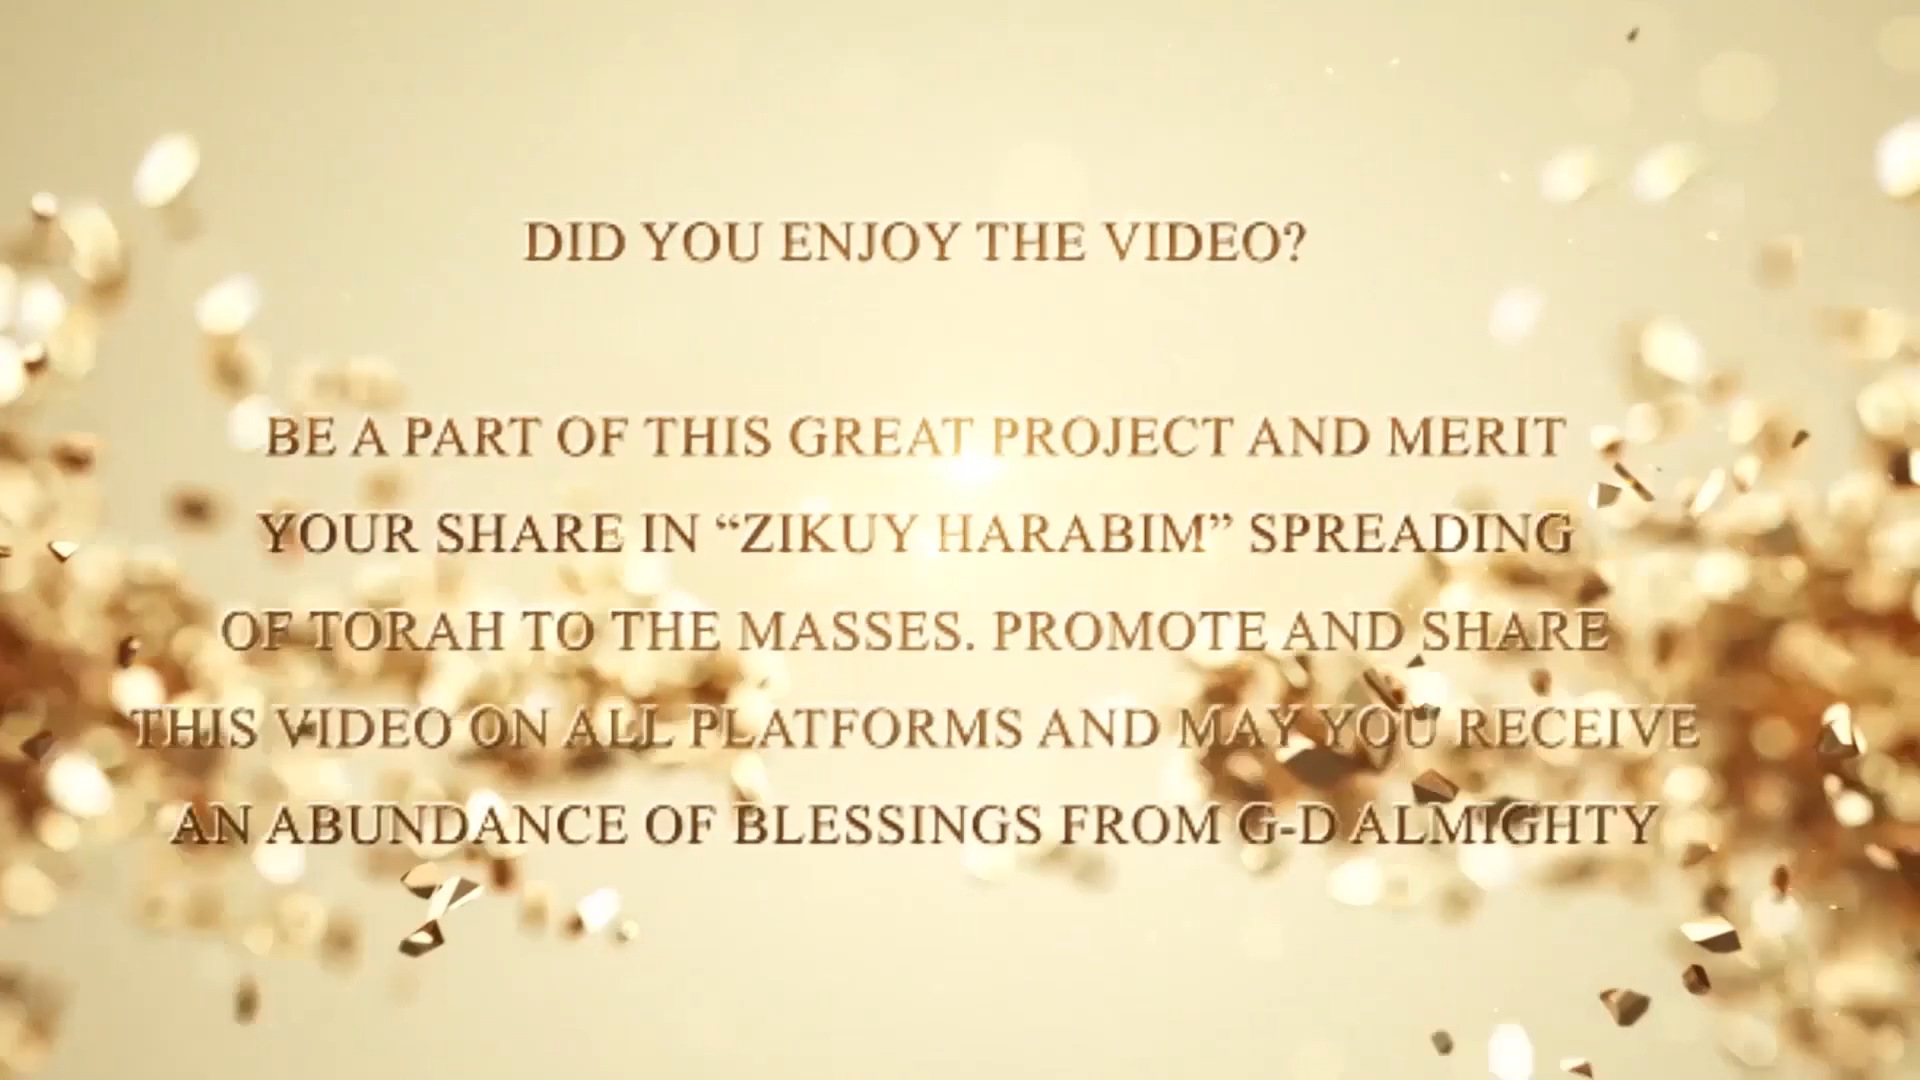 DID YOU ENJOY THE VIDEO?
BE A PART OF THIS GREAT PROJECT AND MERIT
YOUR SHARE IN “ZIKUY HARABIM” SPREADING
OF TORAH TO THE MASSES. PROMOTE AND SHARE
THIS VIDEO ON ALL PLATFORMS AND MAY YOU RECEIVE
AN ABUNDANCE OF BLESSINGS FROM G-D ALMIGHTY